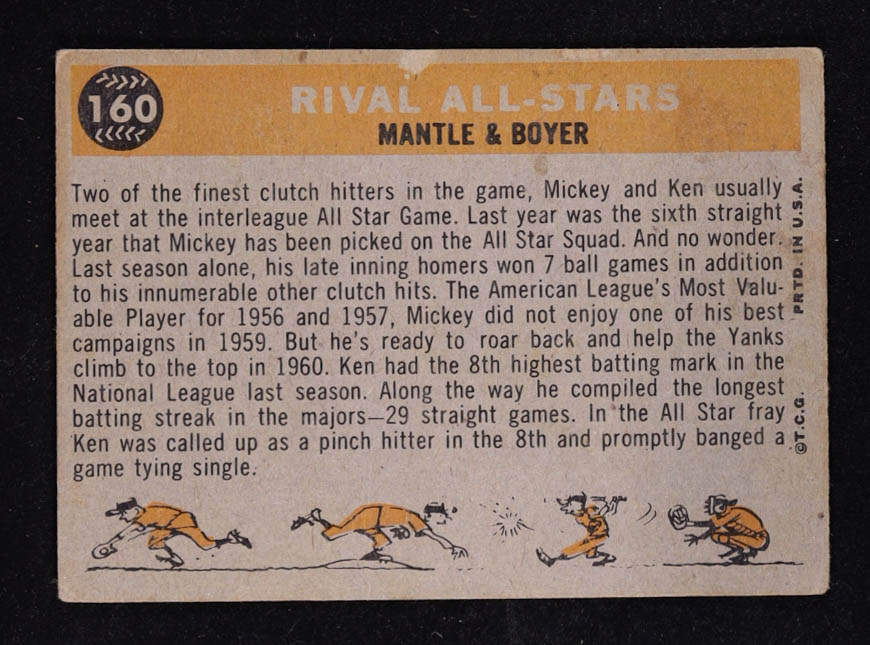 160
RIVAL ALL-STARS
MANTLE & BOYER
Two of the finest clutch hitters in the game, Mickey and Ken usually
meet at the interleague All Star Game. Last year was the sixth straight
year that Mickey has been picked on the All Star Squad. And no wonder.
Last season alone, his late inning homers won 7 ball games in addition
to his innumerable other clutch hits. The American League's Most Valu-
able Player for 1956 and 1957, Mickey did not enjoy one of his best
campaigns in 1959. But he's ready to roar back and help the Yanks
climb to the top in 1960. Ken had the 8th highest batting mark in the
National League last season. Along the way he compiled the longest
batting streak in the majors—29 straight games. In the All Star fray
Ken was called up as a pinch hitter in the 8th and promptly banged a
game tying single.
©T.C.G. PRTD. IN U.S.A.